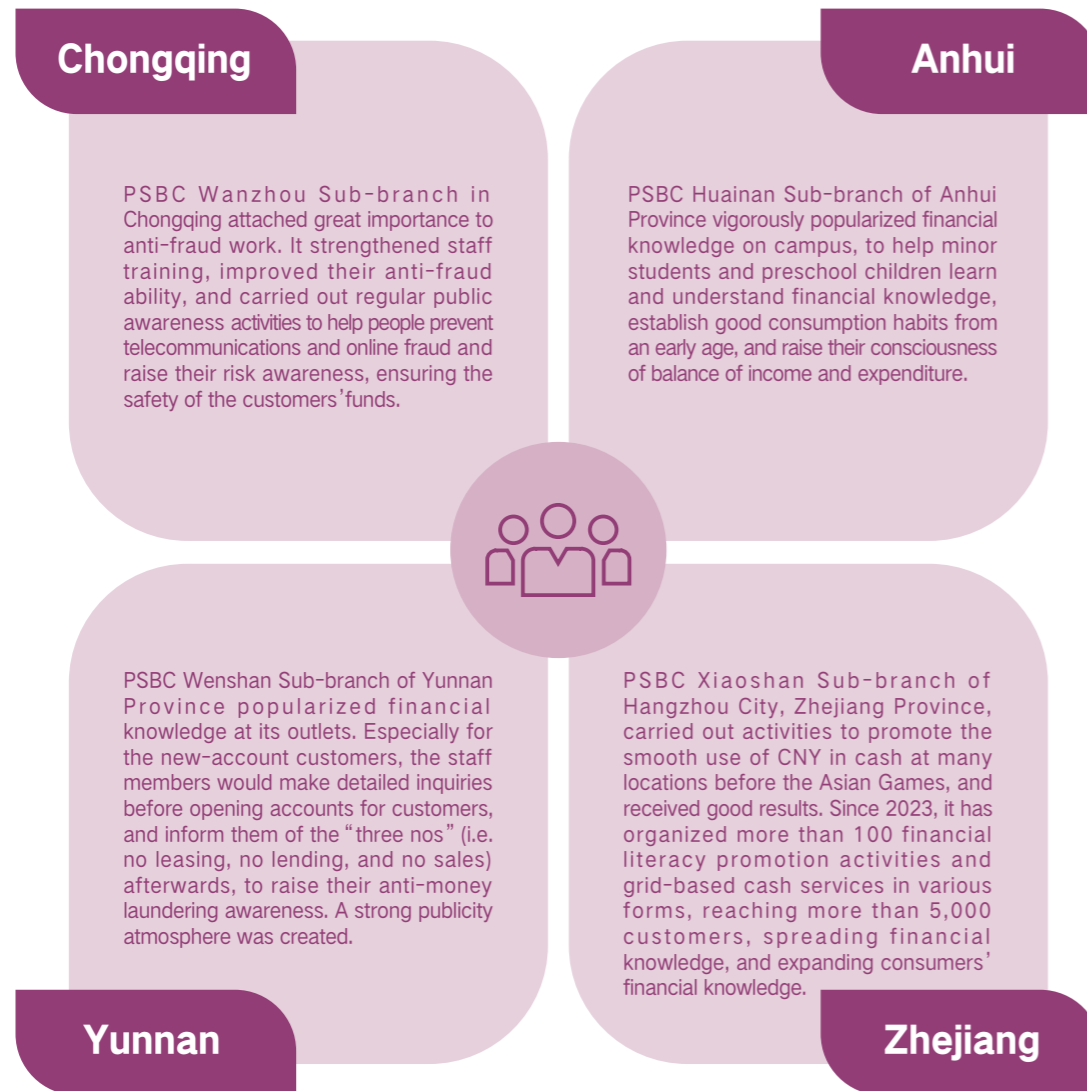 Chongqing
PSBC Wanzhou Sub-branch in
Chongqing attached great importance to
anti-fraud work. It strengthened staff
training, improved their anti-fraud
ability, and carried out regular public
awareness activities to help people prevent
telecommunications and online fraud and
raise their risk awareness, ensuring the
safety of the customers’funds.
Anhui
PSBC Huainan Sub-branch of Anhui
Province vigorously popularized financial
knowledge on campus, to help minor
students and preschool children learn
and understand financial knowledge,
establish good consumption habits from
an early age, and raise their consciousness
of balance of income and expenditure.
PSBC Wenshan Sub-branch of Yunnan
Province popularized financial
knowledge at its outlets. Especially for
the new-account customers, the staff
members would make detailed inquiries
before opening accounts for customers,
and inform them of the “three nos” (i.e.
no leasing, no lending, and no sales)
afterwards, to raise their anti-money
laundering awareness. A strong publicity
atmosphere was created.
Yunnan
PSBC Xiaoshan Sub-branch of
Hangzhou City, Zhejiang Province,
carried out activities to promote the
smooth use of CNY in cash at many
locations before the Asian Games, and
received good results. Since 2023, it has
organized more than 100 financial
literacy promotion activities and
grid-based cash services in various
forms, reaching more than 5,000
customers, spreading financial
knowledge, and expanding consumers’
financial knowledge.
Zhejiang